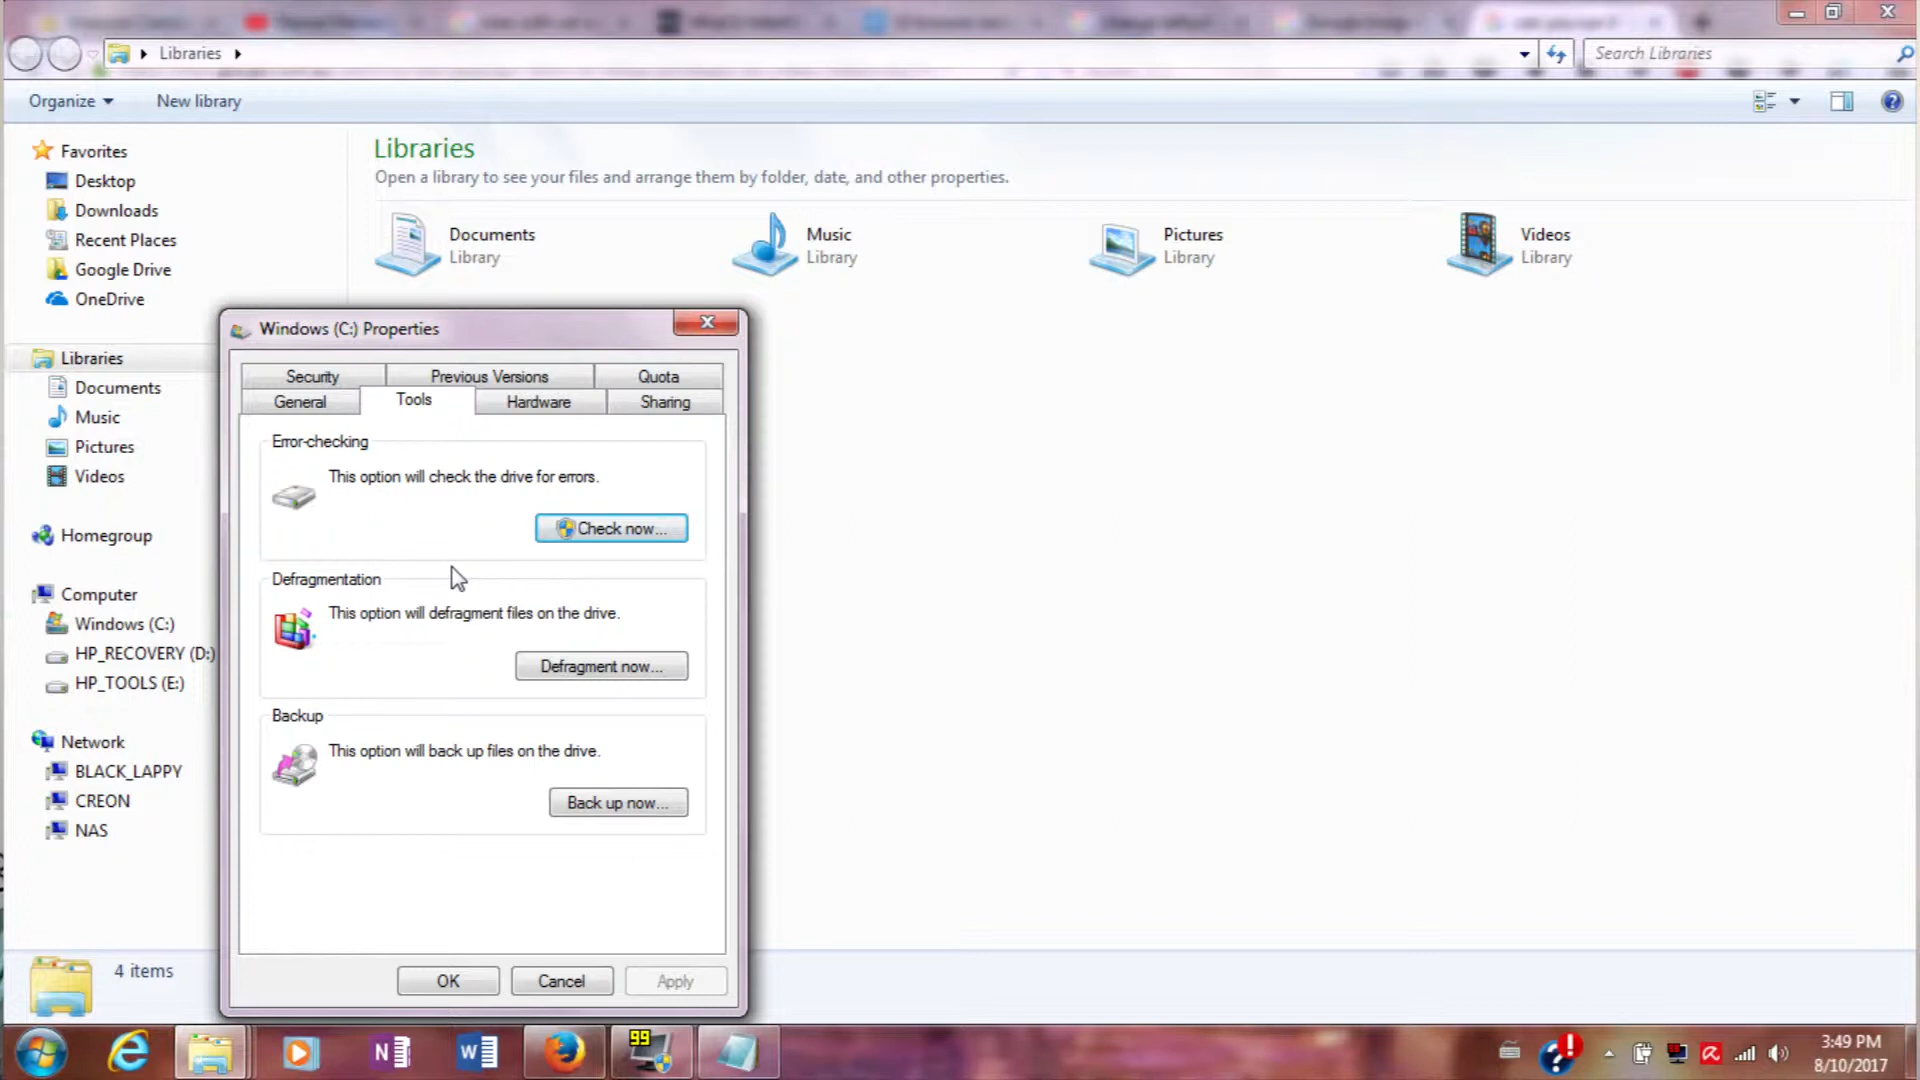 Libraries
Search Libraries
Organize
New library
Favorites
Desktop
Downloads
Recent Places
Google Drive
OneDrive
Libraries
Documents
Music
Pictures
Videos
Homegroup
Computer
Windows (C:)
HP_RECOVERY (D:)
HP_TOOLS (E:)
Network
BLACK_LAPPY
CREON
NAS
Libraries
Open a library to see your files and arrange them by folder, date, and other properties.
Documents
Library
Music
Library
Pictures
Library
Videos
Library
Windows (C:) Properties
Security Previous Versions Quota
General Tools Hardware Sharing
Error-checking
This option will check the drive for errors.
Check now...
Defragmentation
This option will defragment files on the drive.
Defragment now...
Backup
This option will back up files on the drive.
Back up now...
OK Cancel Apply
4 items
99
3:49 PM
8/10/2017